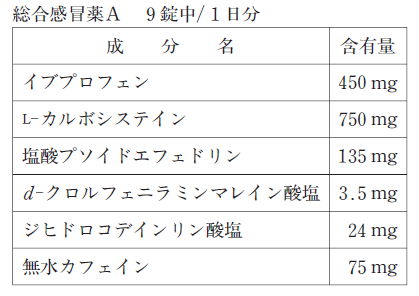 総合感冒薬A　9錠中/1日分
成　分　名　含有量
イブプロフェン　450 mg
L-カルボシステイン　750 mg
塩酸プソイドエフェドリン　135 mg
d-クロルフェニラミンマレイン酸塩　3.5 mg
ジヒドロコデインリン酸塩　24 mg
無水カフェイン　75 mg